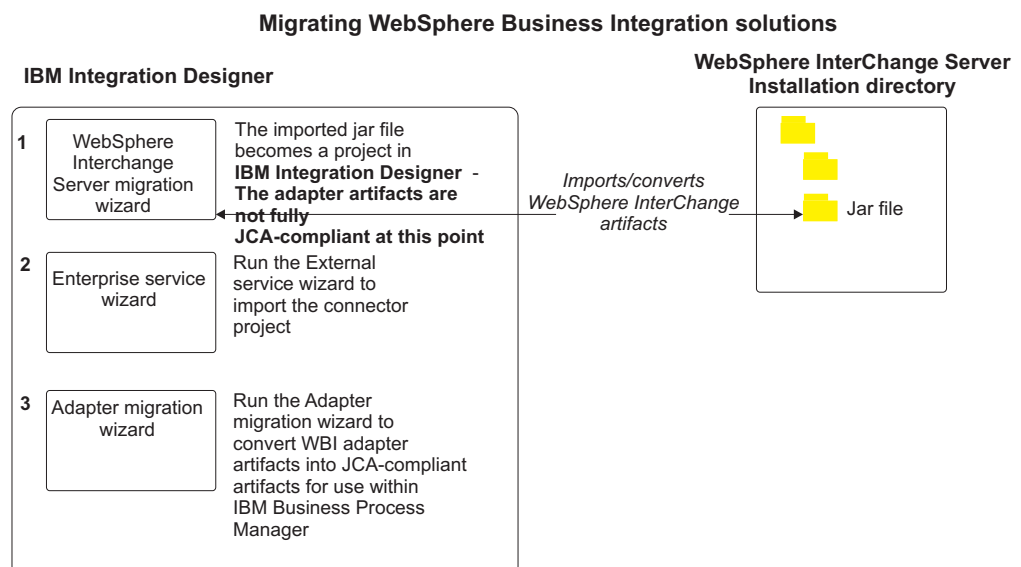 Migrating WebSphere Business Integration solutions
IBM Integration Designer
WebSphere InterChange Server
Installation directory
1
WebSphere
Interchange
Server migration
wizard
The imported jar file
becomes a project in
IBM Integration Designer -
The adapter artifacts are
not fully
JCA-compliant at this point
Imports/converts
WebSphere InterChange
artifacts
Jar file
2
Enterprise service
wizard
Run the External
service wizard to
import the connector
project
3
Adapter migration
wizard
Run the Adapter
migration wizard to
convert WBI adapter
artifacts into JCA-compliant
artifacts for use within
IBM Business Process
Manager